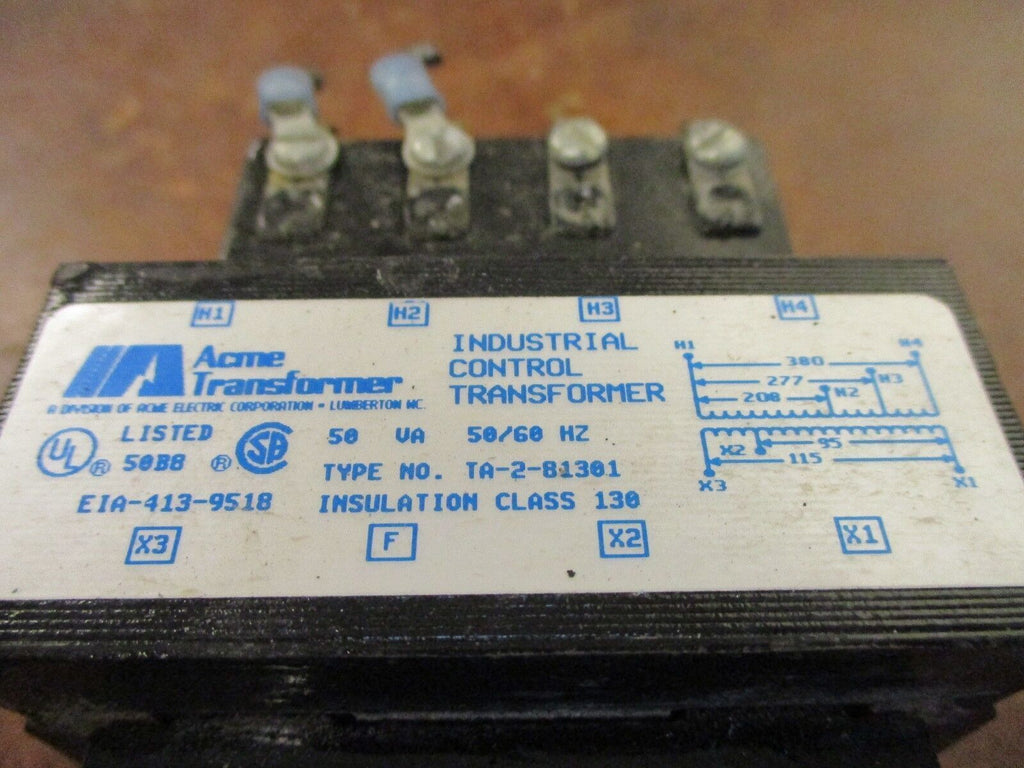 H1 H2 H3 H4
Acme
Transformer
A DIVISION OF ACME ELECTRIC CORPORATION • LUMBERTON NC.
INDUSTRIAL
CONTROL
TRANSFORMER
UL ® LISTED
50B8
® SA
EIA-413-9518
50 VA 50/60 HZ
TYPE NO. TA-2-81301
INSULATION CLASS 130
H1 H4
380
277 H3
208 H2
X2 95
115
X3 X1
X3 F X2 X1